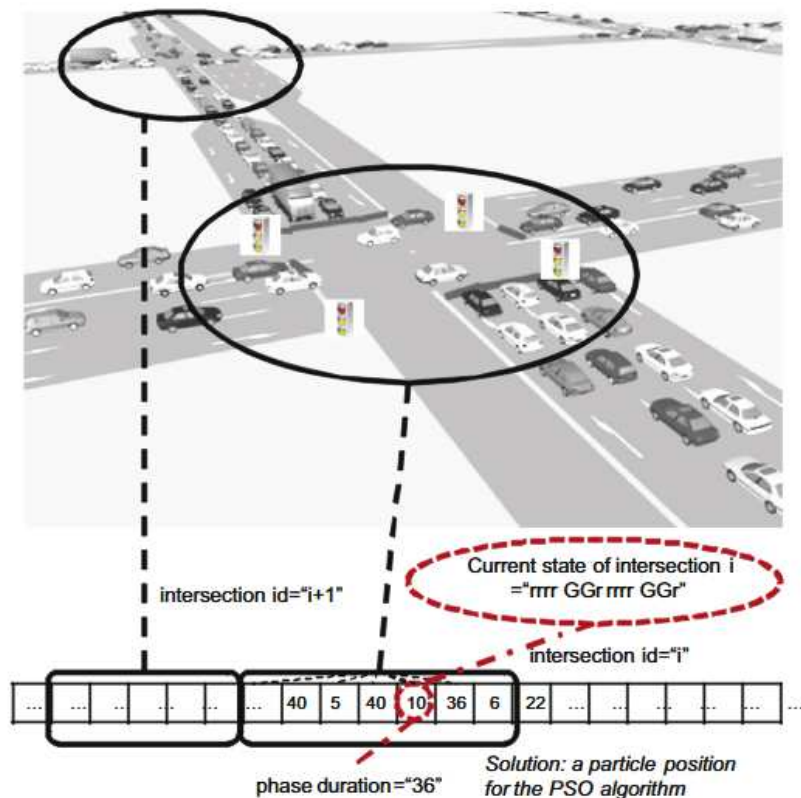 Current state of intersection i
="rrrr GGr rrrr GGr"
intersection id="i+1"
intersection id="i"
... ... ... ... ... ... ... 40 5 40 10 36 6 22 ... ... ... ... ... ...
phase duration="36"
Solution: a particle position
for the PSO algorithm